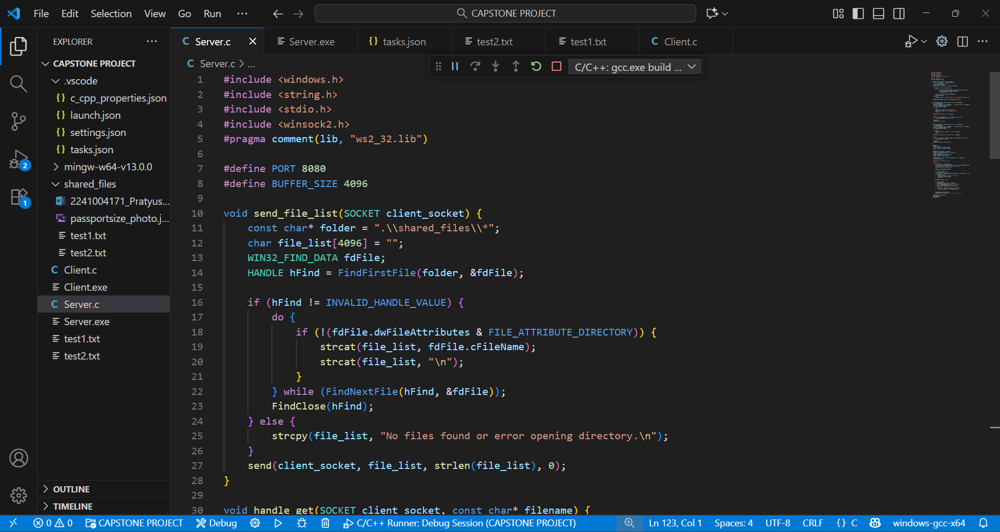 File Edit Selection View Go Run ... CAPSTONE PROJECT
EXPLORER ...
CAPSTONE PROJECT
.vscode
{} c_cpp_properties.json
{} launch.json
{} settings.json
{} tasks.json
mingw-w64-v13.0.0
shared_files
2241004171_Pratyus...
passportsize_photo.j...
test1.txt
test2.txt
C Client.c
Client.exe
C Server.c
Server.exe
test1.txt
test2.txt
OUTLINE
TIMELINE
2
1
C Server.c Server.exe {} tasks.json test2.txt test1.txt C Client.c
C Server.c > ...
C/C++: gcc.exe build ...
1 #include <windows.h>
2 #include <string.h>
3 #include <stdio.h>
4 #include <winsock2.h>
5 #pragma comment(lib, "ws2_32.lib")
6
7 #define PORT 8080
8 #define BUFFER_SIZE 4096
9
10 void send_file_list(SOCKET client_socket) {
11     const char* folder = ".\\shared_files\\*";
12     char file_list[4096] = "";
13     WIN32_FIND_DATA fdFile;
14     HANDLE hFind = FindFirstFile(folder, &fdFile);
15
16     if (hFind != INVALID_HANDLE_VALUE) {
17         do {
18             if (!(fdFile.dwFileAttributes & FILE_ATTRIBUTE_DIRECTORY)) {
19                 strcat(file_list, fdFile.cFileName);
20                 strcat(file_list, "\n");
21             }
22         } while (FindNextFile(hFind, &fdFile));
23         FindClose(hFind);
24     } else {
25         strcpy(file_list, "No files found or error opening directory.\n");
26     }
27     send(client_socket, file_list, strlen(file_list), 0);
28 }
29
30 void handle_get(SOCKET client_socket, const char* filename) {
0 0 CAPSTONE PROJECT Debug C/C++ Runner: Debug Session (CAPSTONE PROJECT) Ln 123, Col 1 Spaces: 4 UTF-8 CRLF {} C windows-gcc-x64